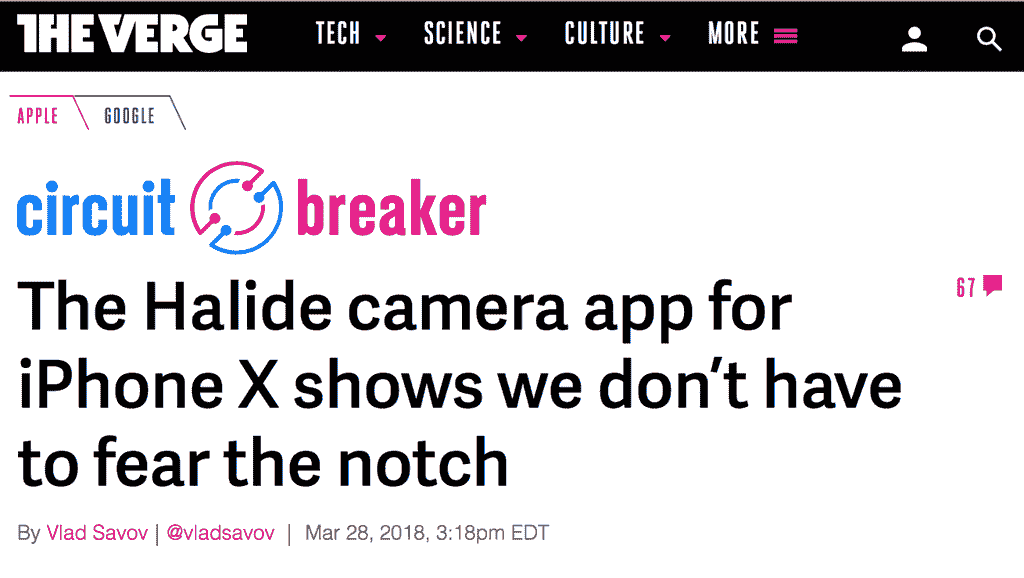 THE VERGE TECH SCIENCE CULTURE MORE
APPLE GOOGLE
circuit breaker
The Halide camera app for
67
iPhone X shows we don’t have
to fear the notch
By Vlad Savov | @vladsavov | Mar 28, 2018, 3:18pm EDT